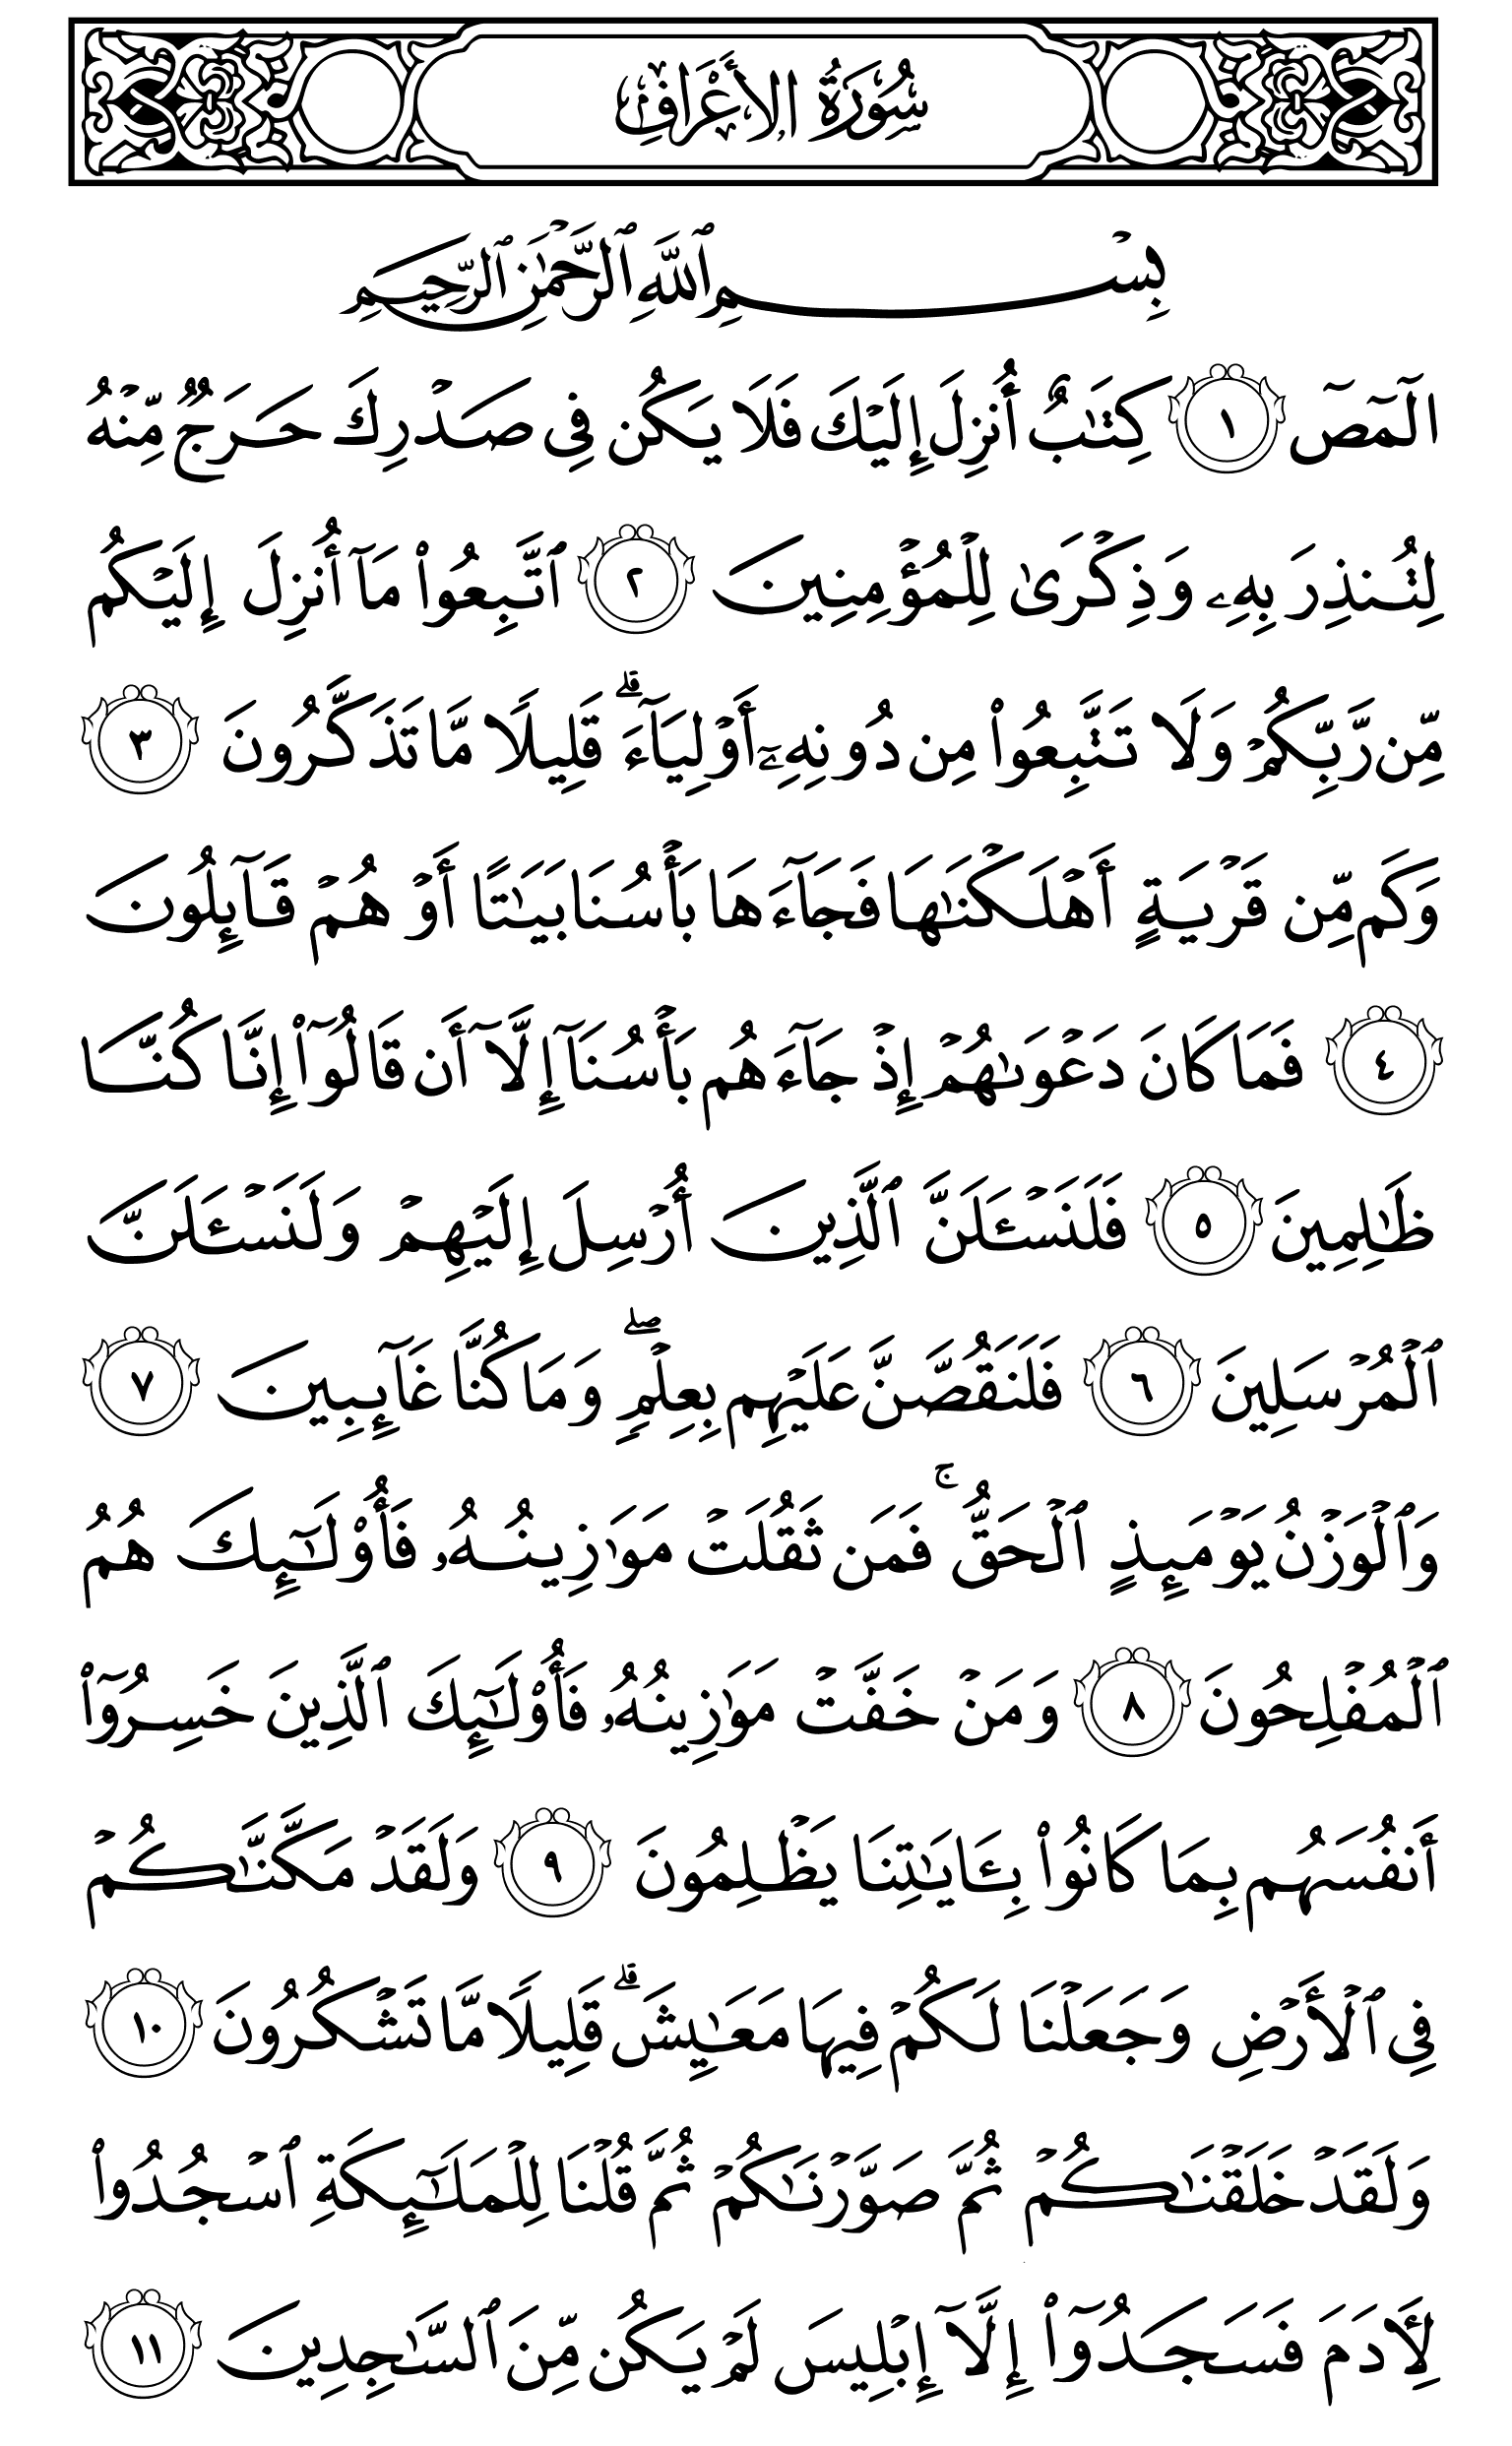 سُورَةُ الأَعْرَافِ
بِسْمِ ٱللَّهِ ٱلرَّحْمَٰنِ ٱلرَّحِيمِ
الٓمٓصٓ ١ كِتَٰبٌ أُنزِلَ إِلَيْكَ فَلَا يَكُن فِى صَدْرِكَ حَرَجٌ مِّنْهُ
لِتُنذِرَ بِهِۦ وَذِكْرَىٰ لِلْمُؤْمِنِينَ ٢ ٱتَّبِعُوا۟ مَآ أُنزِلَ إِلَيْكُم
مِّن رَّبِّكُمْ وَلَا تَتَّبِعُوا۟ مِن دُونِهِۦٓ أَوْلِيَآءَ ۗ قَلِيلًا مَّا تَذَكَّرُونَ ٣
وَكَم مِّن قَرْيَةٍ أَهْلَكْنَٰهَا فَجَآءَهَا بَأْسُنَا بَيَٰتًا أَوْ هُمْ قَآئِلُونَ
٤ فَمَا كَانَ دَعْوَىٰهُمْ إِذْ جَآءَهُم بَأْسُنَآ إِلَّآ أَن قَالُوٓا۟ إِنَّا كُنَّا
ظَٰلِمِينَ ٥ فَلَنَسْـَٔلَنَّ ٱلَّذِينَ أُرْسِلَ إِلَيْهِمْ وَلَنَسْـَٔلَنَّ
ٱلْمُرْسَلِينَ ٦ فَلَنَقُصَّنَّ عَلَيْهِم بِعِلْمٍ ۖ وَمَا كُنَّا غَآئِبِينَ ٧
وَٱلْوَزْنُ يَوْمَئِذٍ ٱلْحَقُّ ۚ فَمَن ثَقُلَتْ مَوَٰزِينُهُۥ فَأُو۟لَٰٓئِكَ هُمُ
ٱلْمُفْلِحُونَ ٨ وَمَنْ خَفَّتْ مَوَٰزِينُهُۥ فَأُو۟لَٰٓئِكَ ٱلَّذِينَ خَسِرُوٓا۟
أَنفُسَهُم بِمَا كَانُوا۟ بِـَٔايَٰتِنَا يَظْلِمُونَ ٩ وَلَقَدْ مَكَّنَّٰكُمْ
فِى ٱلْأَرْضِ وَجَعَلْنَا لَكُمْ فِيهَا مَعَٰيِشَ ۗ قَلِيلًا مَّا تَشْكُرُونَ ١٠
وَلَقَدْ خَلَقْنَٰكُمْ ثُمَّ صَوَّرْنَٰكُمْ ثُمَّ قُلْنَا لِلْمَلَٰٓئِكَةِ ٱسْجُدُوا۟
لِـَٔادَمَ فَسَجَدُوٓا۟ إِلَّآ إِبْلِيسَ لَمْ يَكُن مِّنَ ٱلسَّٰجِدِينَ ١١